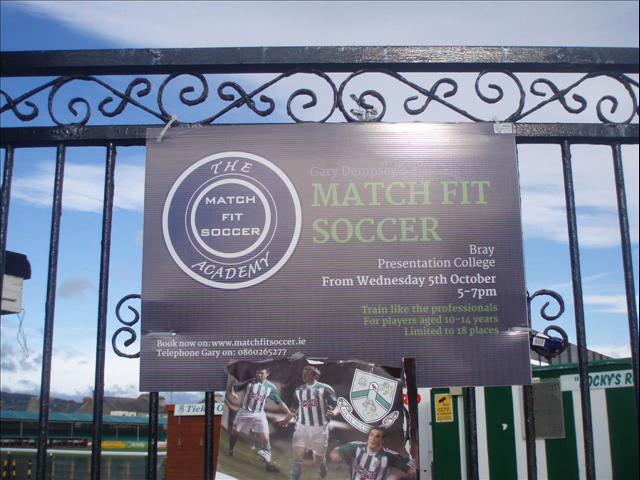 THE
MATCH
FIT
SOCCER
ACADEMY
Gary Dempsey's
MATCH FIT
SOCCER
Bray
Presentation College
From Wednesday 5th October
5-7pm
Train like the professionals
For players aged 10-14 years
Limited to 18 places
Book now on: www.matchfitsoccer.ie
Telephone Gary on: 0860265277